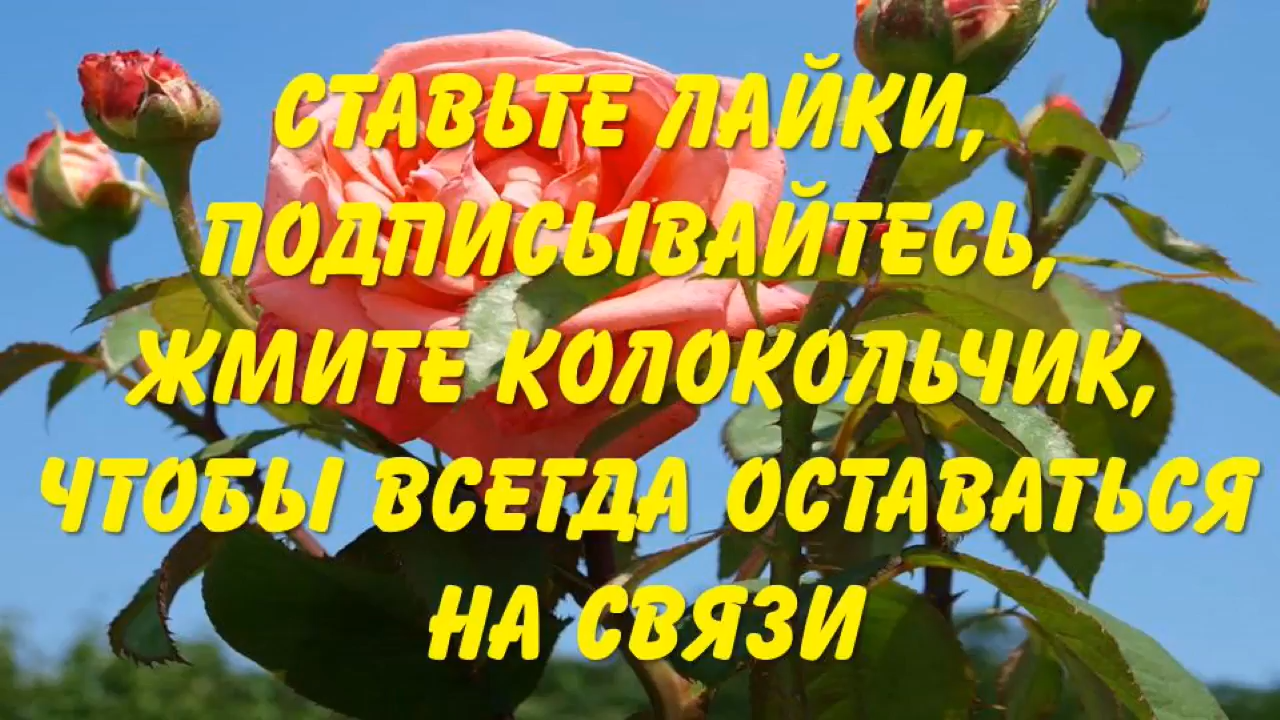 СТАВЬТЕ ЛАЙКИ,
ПОДПИСЫВАЙТЕСЬ,
ЖМИТЕ КОЛОКОЛЬЧИК,
ЧТОБЫ ВСЕГДА ОСТАВАТЬСЯ
НА СВЯЗИ